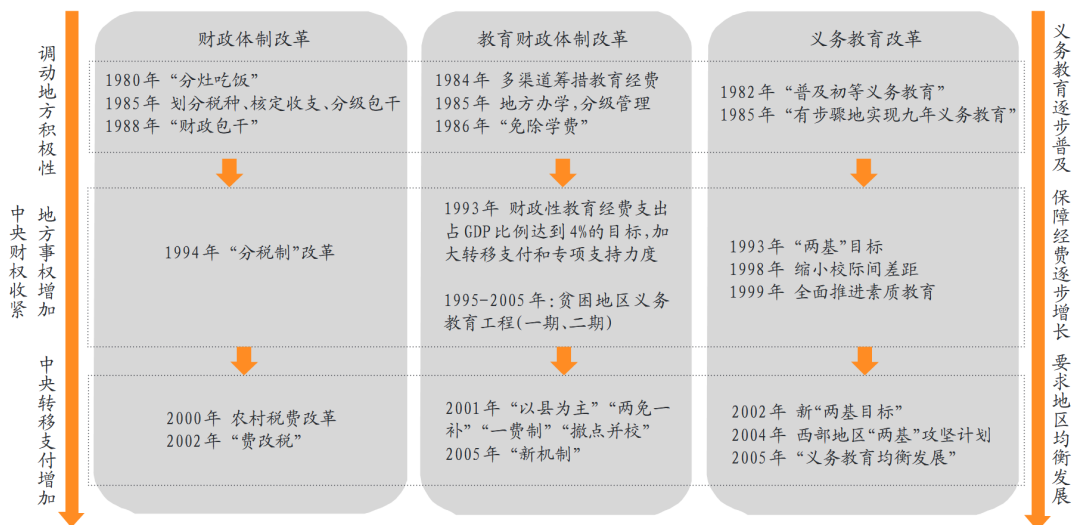 调动地方积极性
地方事权增加
中央财权收紧
中央转移支付增加
财政体制改革
1980年 “分灶吃饭”
1985年 划分税种、核定收支、分级包干
1988年 “财政包干”
1994年 “分税制”改革
2000年 农村税费改革
2002年 “费改税”
教育财政体制改革
1984年 多渠道筹措教育经费
1985年 地方办学,分级管理
1986年 “免除学费”
1993年 财政性教育经费支出
占GDP比例达到4%的目标,加
大转移支付和专项支持力度
1995-2005年:贫困地区义务
教育工程(一期、二期)
2001年 “以县为主”“两免一
补”“一费制”“撤点并校”
2005年 “新机制”
义务教育改革
1982年 “普及初等义务教育”
1985年 “有步骤地实现九年义务教育”
1993年 “两基”目标
1998年 缩小校际间差距
1999年 全面推进素质教育
2002年 新“两基目标”
2004年 西部地区“两基”攻坚计划
2005年 “义务教育均衡发展”
义务教育逐步普及
保障经费逐步增长
要求地区均衡发展